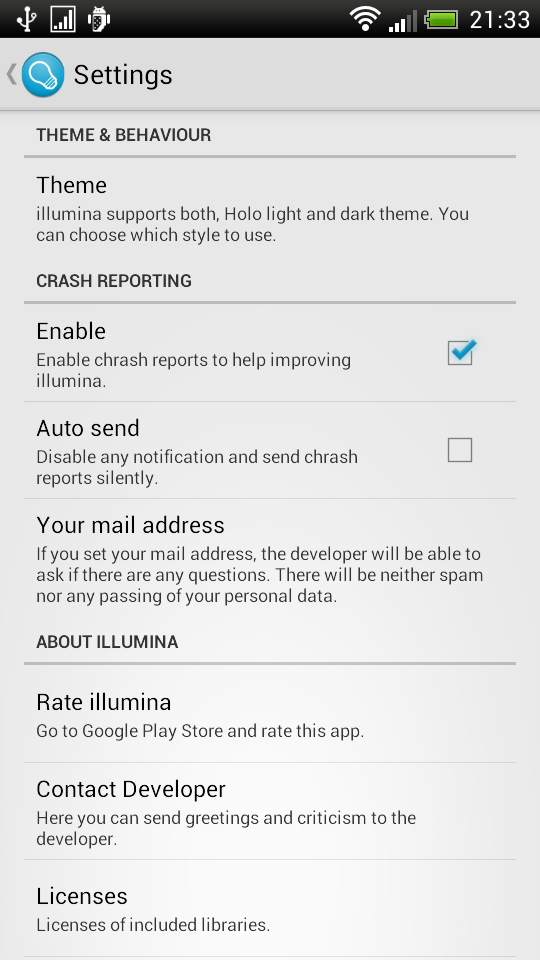 21:33
Settings
THEME & BEHAVIOUR
Theme
illumina supports both, Holo light and dark theme. You
can choose which style to use.
CRASH REPORTING
Enable
Enable chrash reports to help improving
illumina.
Auto send
Disable any notification and send chrash
reports silently.
Your mail address
If you set your mail address, the developer will be able to
ask if there are any questions. There will be neither spam
nor any passing of your personal data.
ABOUT ILLUMINA
Rate illumina
Go to Google Play Store and rate this app.
Contact Developer
Here you can send greetings and criticism to the
developer.
Licenses
Licenses of included libraries.